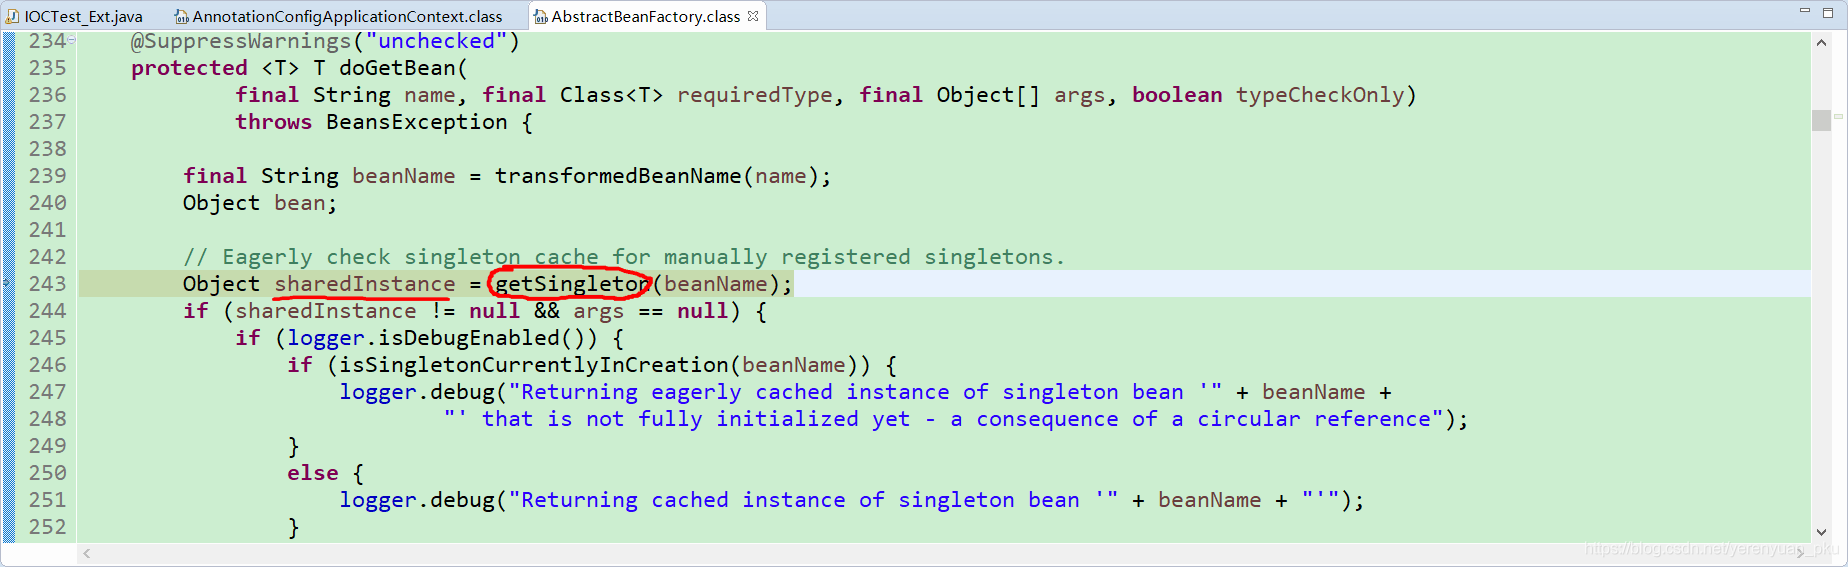 IOCTest_Ext.java AnnotationConfigApplicationContext.class AbstractBeanFactory.class
234 @SuppressWarnings("unchecked")
235 protected <T> T doGetBean(
236 final String name, final Class<T> requiredType, final Object[] args, boolean typeCheckOnly)
237 throws BeansException {
238
239 final String beanName = transformedBeanName(name);
240 Object bean;
241
242 // Eagerly check singleton cache for manually registered singletons.
243 Object sharedInstance = getSingleton(beanName);
244 if (sharedInstance != null && args == null) {
245 if (logger.isDebugEnabled()) {
246 if (isSingletonCurrentlyInCreation(beanName)) {
247 logger.debug("Returning eagerly cached instance of singleton bean '" + beanName +
248 "' that is not fully initialized yet - a consequence of a circular reference");
249 }
250 else {
251 logger.debug("Returning cached instance of singleton bean '" + beanName + "'");
252 }
https://blog.csdn.net/yerenyuan_pku